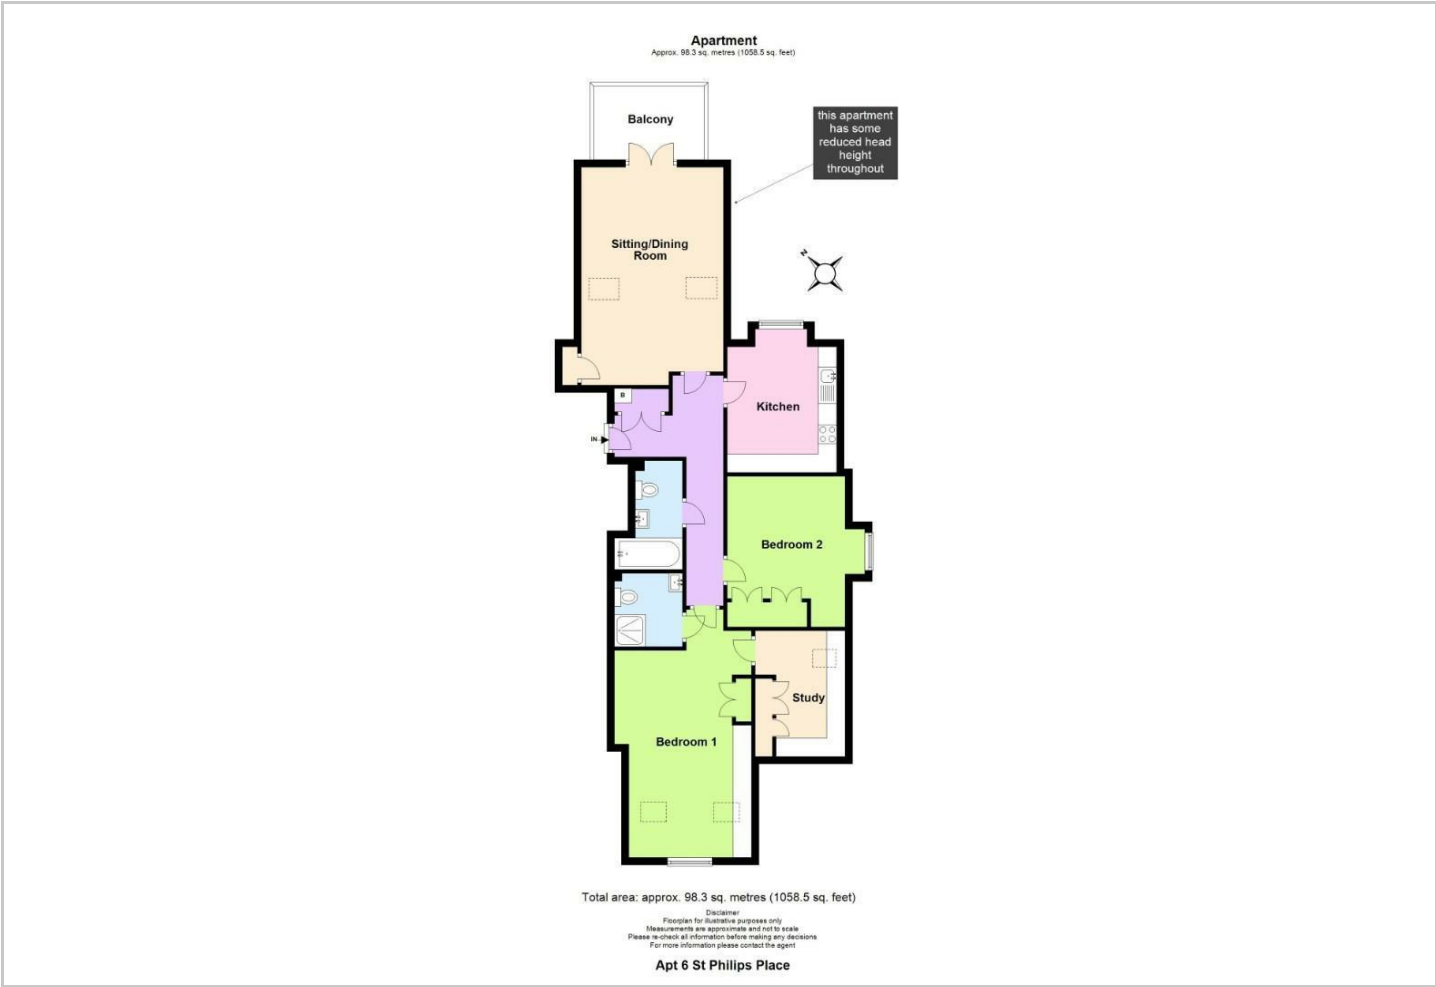 Apartment
Approx. 98.3 sq. metres (1058.5 sq. feet)
Balcony
this apartment
has some
reduced head
height
throughout
Sitting/Dining
Room
N
B
Kitchen
IN
Bedroom 2
Study
Bedroom 1
Total area: approx. 98.3 sq. metres (1058.5 sq. feet)
Disclaimer
Floorplan for illustrative purposes only
Measurements are approximate and not to scale
Please re-check all information before making any decisions
For more information please contact the agent
Apt 6 St Philips Place